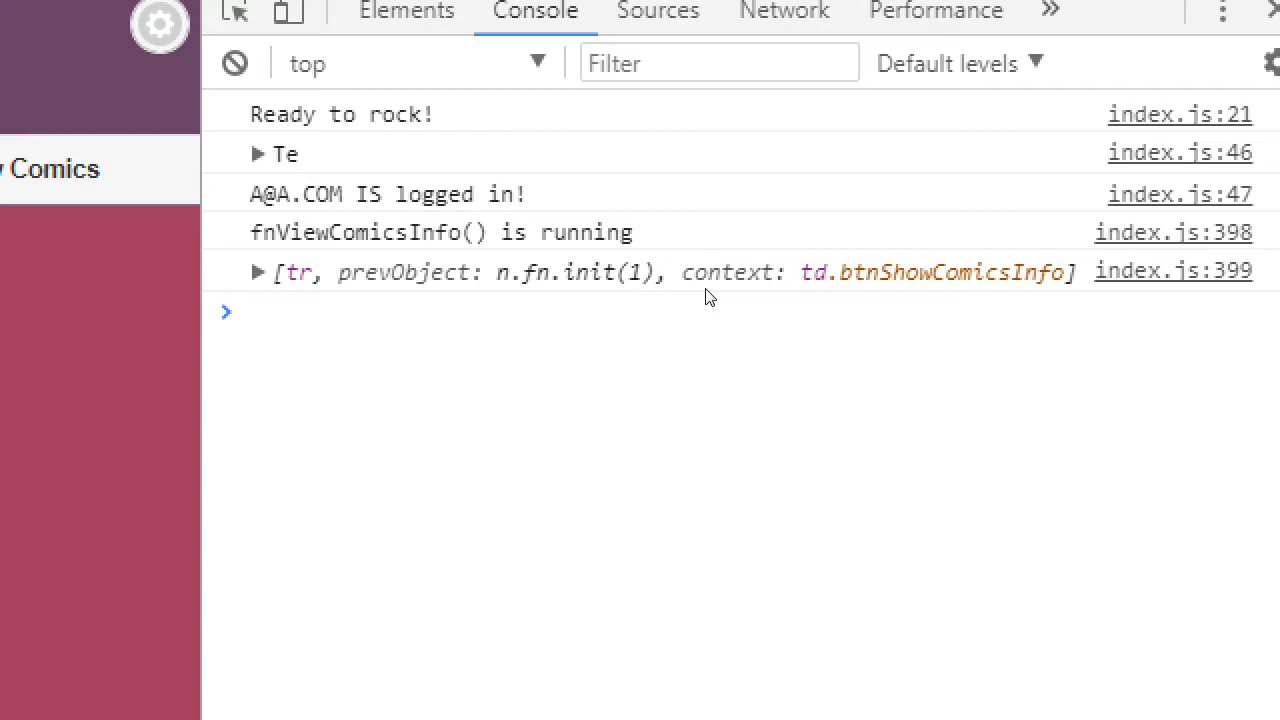 Elements Console Sources Network Performance »
top Filter Default levels
Ready to rock! index.js:21
Te index.js:46
Comics
A@A.COM IS logged in! index.js:47
fnViewComicsInfo() is running index.js:398
[tr, prevObject: n.fn.init(1), context: td.btnShowComicsInfo] index.js:399